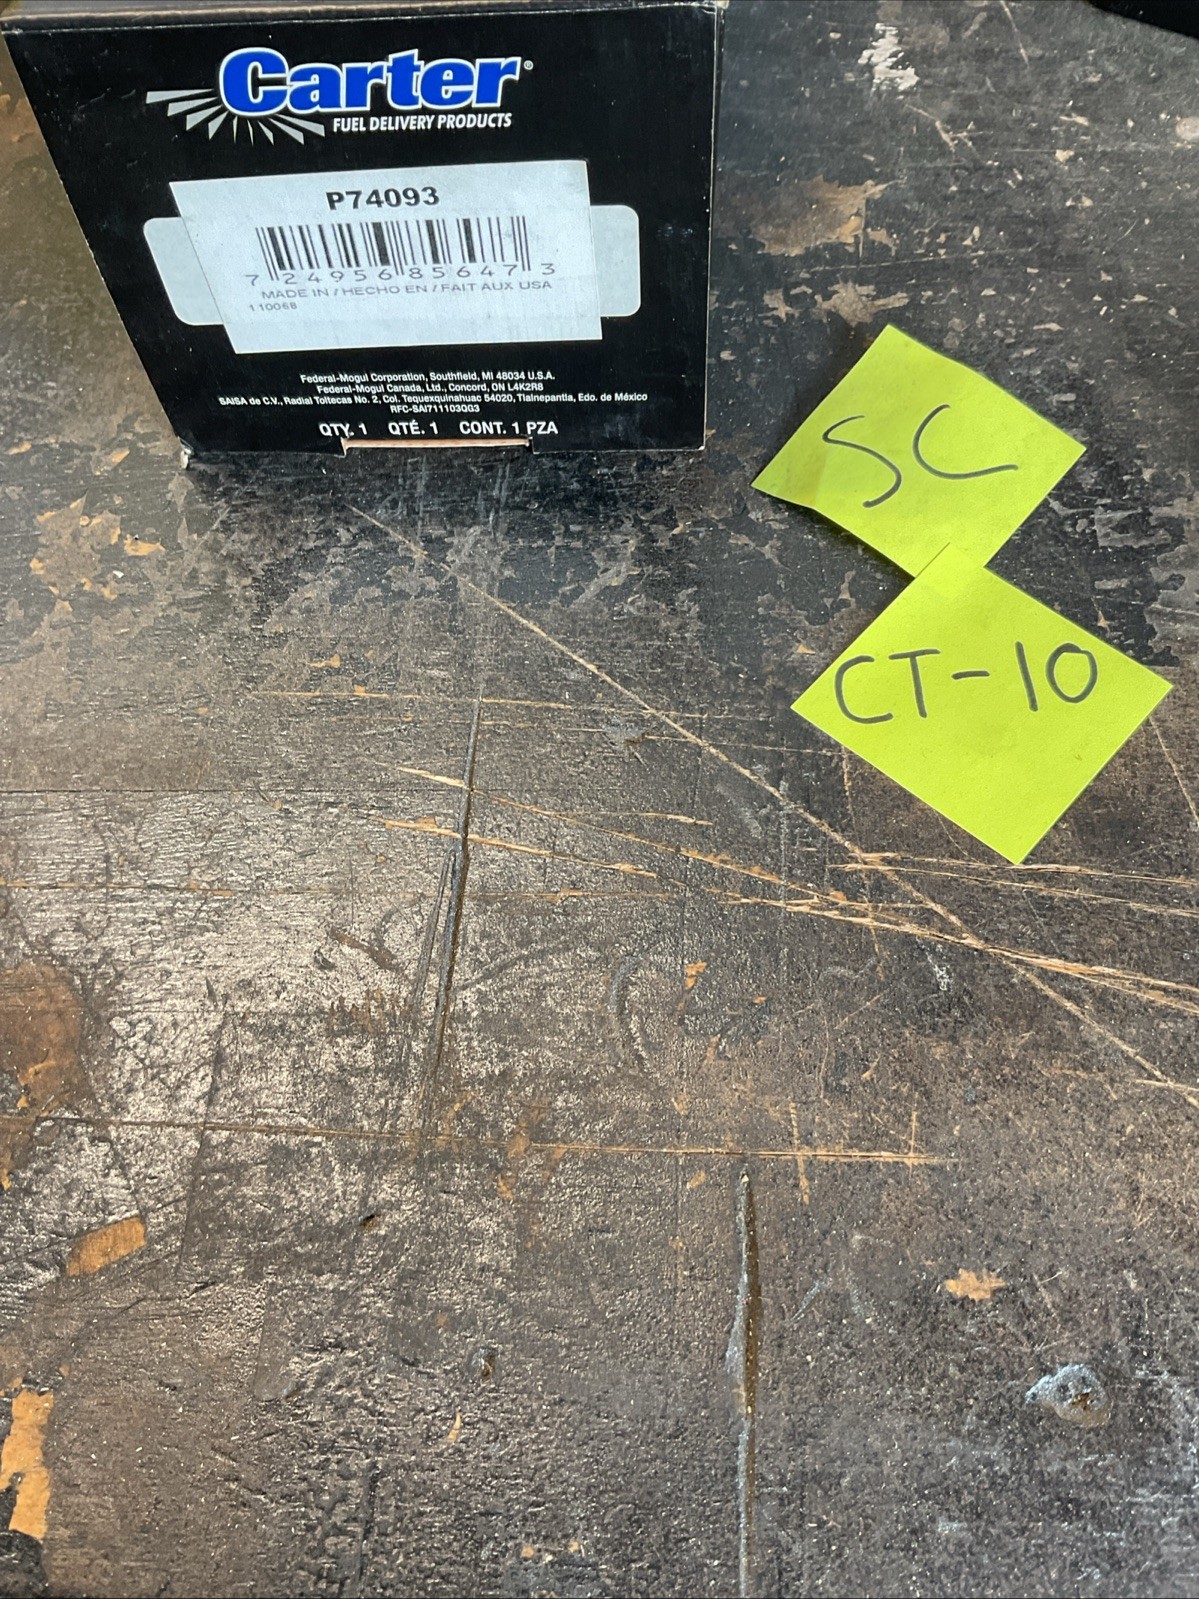 Carter®
FUEL DELIVERY PRODUCTS
P74093
7 24956 85647 3
MADE IN / HECHO EN / FAIT AUX USA
110068
Federal-Mogul Corporation, Southfield, MI 48034 U.S.A.
Federal-Mogul Canada, Ltd., Concord, ON L4K2R8
SAISA de C.V., Radial Toltecas No. 2, Col. Tequexquinahuac 54020, Tlalnepantla, Edo. de México
RFC-SAI711103QG3
QTY. 1 QTÉ. 1 CONT. 1 PZA
SC
CT-10